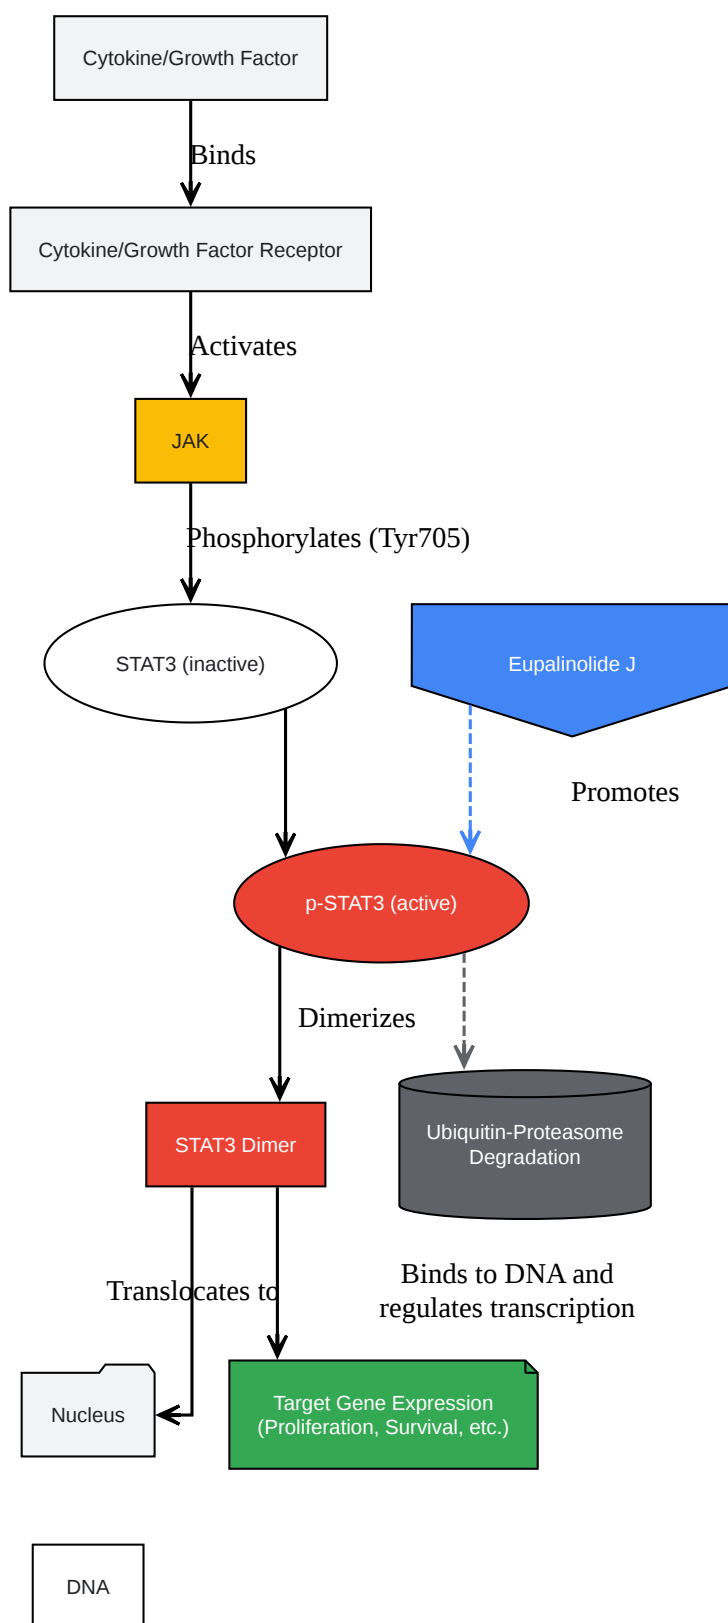 Cytokine/Growth Factor
Binds
Cytokine/Growth Factor Receptor
Activates
JAK
Phosphorylates (Tyr705)
STAT3 (inactive)
Eupalinolide J
Promotes
p-STAT3 (active)
Dimerizes
STAT3 Dimer
Ubiquitin-Proteasome
Degradation
Translocates to
Binds to DNA and
regulates transcription
Nucleus
Target Gene Expression
(Proliferation, Survival, etc.)
DNA